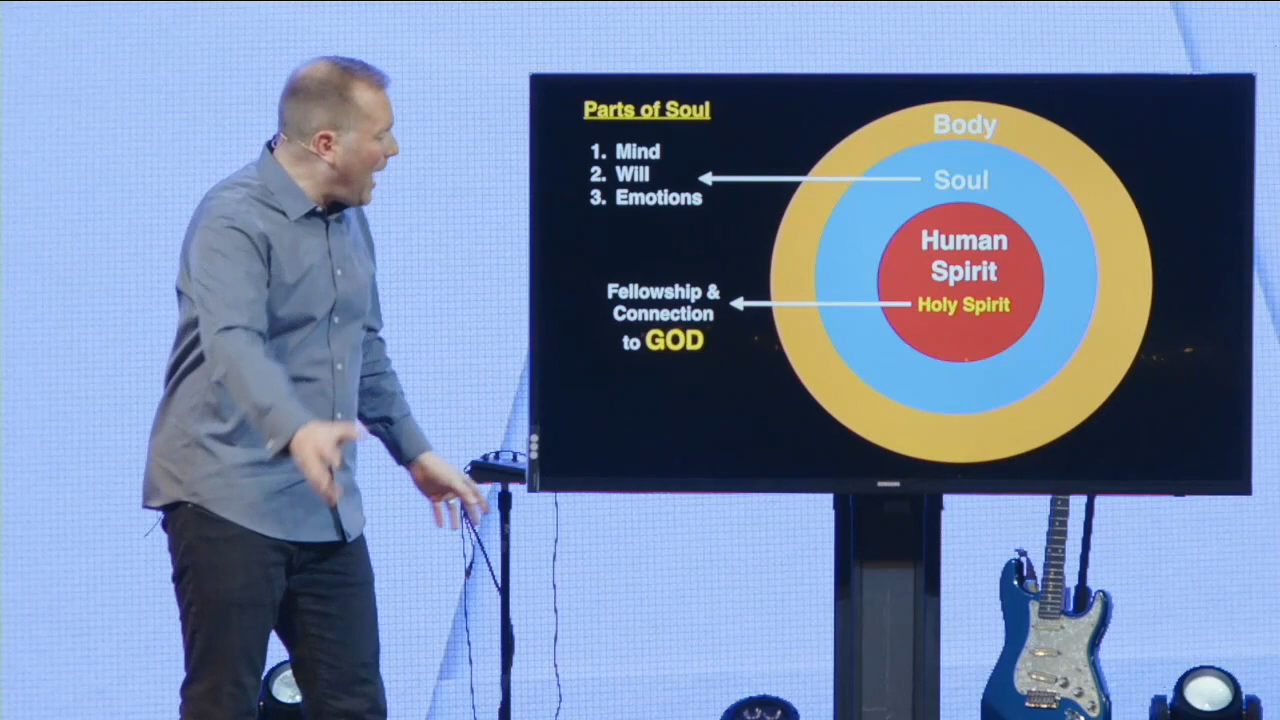 Parts of Soul
1. Mind
2. Will
3. Emotions
Fellowship &
Connection
to GOD
Body
Soul
Human
Spirit
Holy Spirit
SAMSUNG